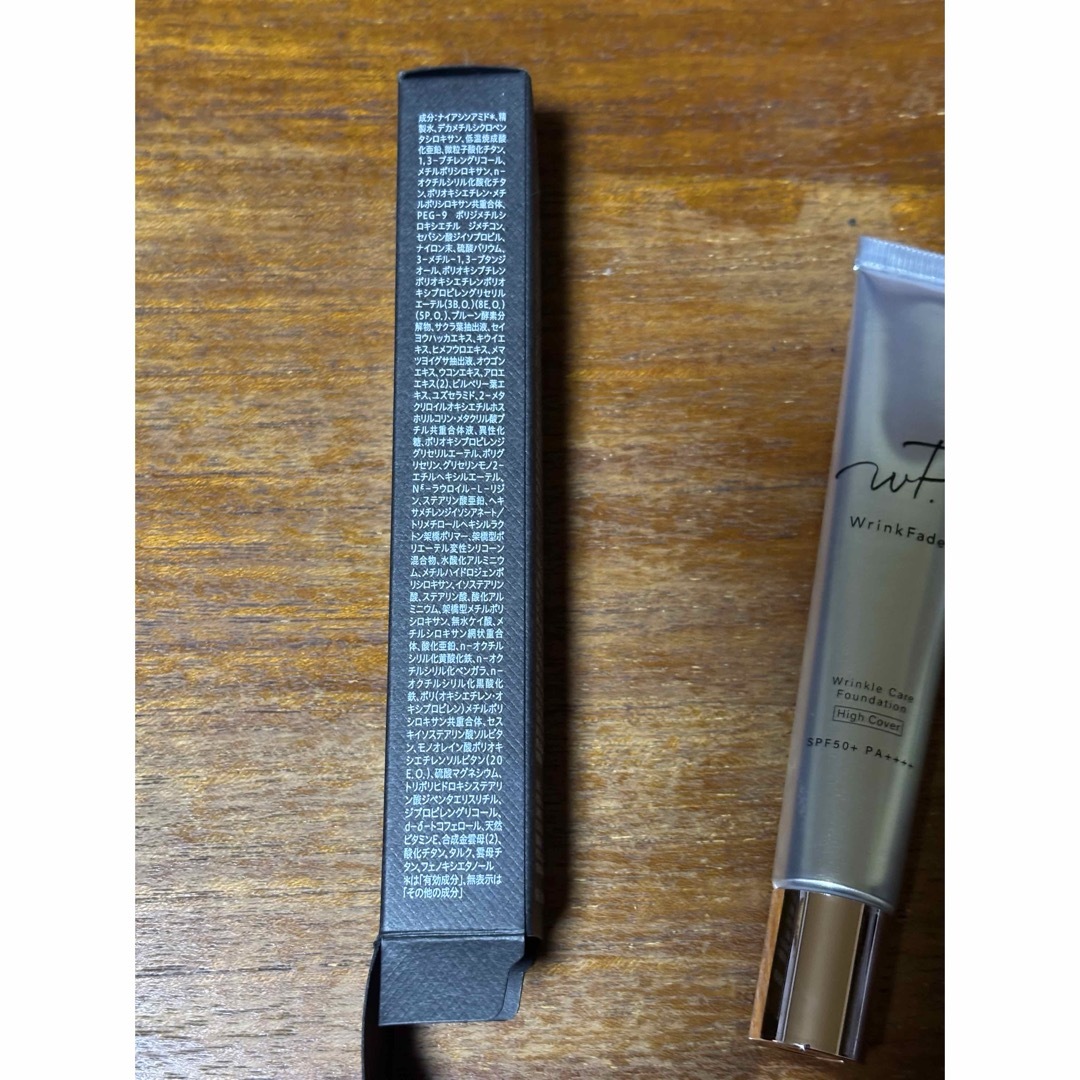 成分:ナイアシンアミド*、精
製水、デカメチルシクロペン
タシロキサン、低温焼成酸
化亜鉛、微粒子酸化チタン、
1,3-ブチレングリコール、
メチルポリシロキサン、n-
オクチルシリル化酸化チタ
ン、ポリオキシエチレン・メチ
ルポリシロキサン共重合体、
PEG-9 ポリジメチルシ
ロキシエチル ジメチコン、
セバシン酸ジイソプロピル、
ナイロン末、硫酸バリウム、
3-メチル-1,3-ブタンジ
オール、ポリオキシブチレン
ポリオキシエチレンポリオ
キシプロピレングリセリル
エーテル(3B.O.)(8E.O.)
(5P.O.)、プルーン酵素分
解物、サクラ葉抽出液、セイ
ヨウハッカエキス、キウイエ
キス、ヒメフウロエキス、メマ
ツヨイグサ抽出液、オウゴン
エキス、ウコンエキス、アロエ
エキス(2)、ビルベリー葉エ
キス、ユズセラミド、2-メタ
クリロイルオキシエチルホス
ホリルコリン・メタクリル酸ブ
チル共重合体液、異性化
糖、ポリオキシプロピレンジ
グリセリルエーテル、ポリグ
リセリン、グリセリンモノ2-
エチルヘキシルエーテル、
Nε-ラウロイル-L-リジ
ン、ステアリン酸亜鉛、ヘキ
サメチレンジイソシアネート/
トリメチロールヘキシルラク
トン架橋ポリマー、架橋型ポ
リエーテル変性シリコーン
混合物、水酸化アルミニウ
ム、メチルハイドロジェンポ
リシロキサン、イソステアリン
酸、ステアリン酸、酸化アル
ミニウム、架橋型メチルポリ
シロキサン、無水ケイ酸、メ
チルシロキサン網状重合
体、酸化亜鉛、n-オクチル
シリル化黄酸化鉄、n-オク
チルシリル化ベンガラ、n-
オクチルシリル化黒酸化
鉄、ポリ(オキシエチレン・オ
キシプロピレン)メチルポリ
シロキサン共重合体、セス
キイソステアリン酸ソルビタ
ン、モノオレイン酸ポリオキ
シエチレンソルビタン(20
E.O.)、硫酸マグネシウム、
トリポリヒドロキシステアリ
ン酸ジペンタエリスリチル、
ジプロピレングリコール、
d-δ-トコフェロール、天然
ビタミンE、合成金雲母(2)、
酸化チタン、タルク、雲母チ
タン、フェノキシエタノール
*は「有効成分」、無表示は
「その他の成分」
wF.
WrinkFade
Wrinkle Care
Foundation
High Cover
SPF50+ PA++++